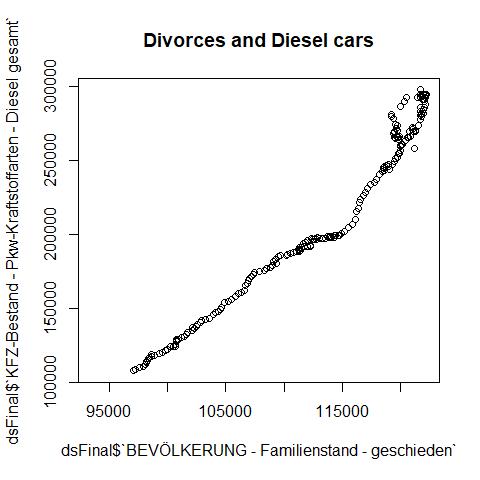 Divorces and Diesel cars
dsFinal$`KFZ-Bestand - Pkw-Kraftstoffarten - Diesel gesamt`
300000
250000
200000
150000
100000
95000 105000 115000
dsFinal$`BEVÖLKERUNG - Familienstand - geschieden`